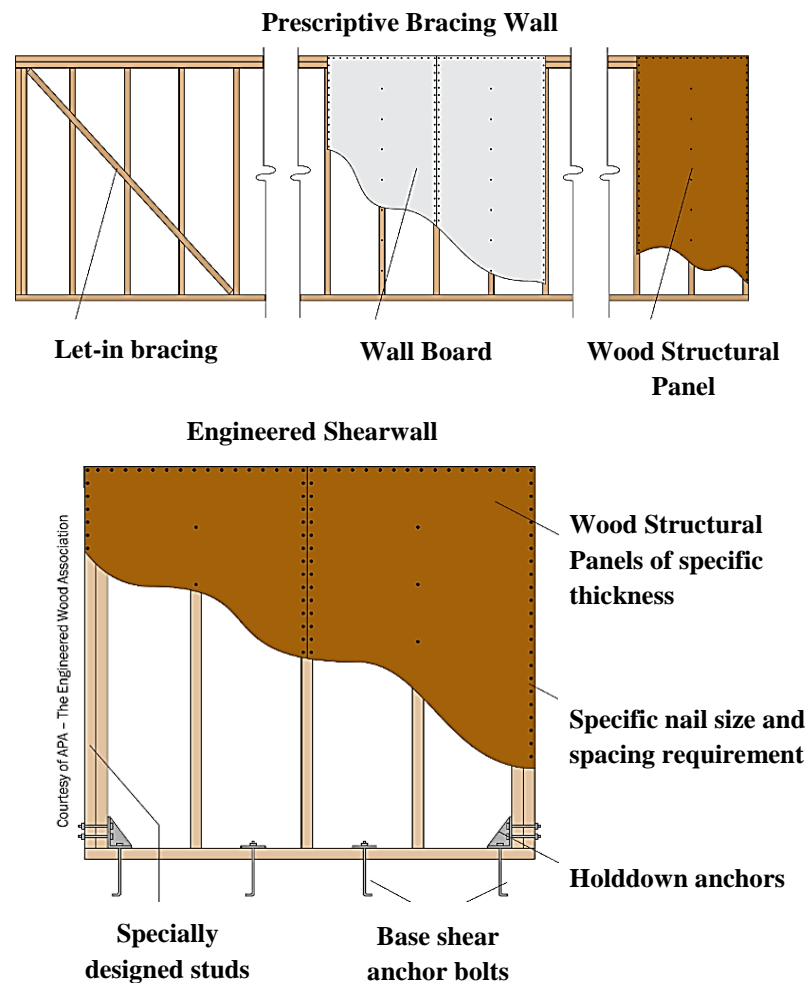 Prescriptive Bracing Wall
Let-in bracing
Wall Board
Wood Structural
Panel
Engineered Shearwall
Courtesy of APA – The Engineered Wood Association
Wood Structural
Panels of specific
thickness
Specific nail size and
spacing requirement
Holddown anchors
Specially
designed studs
Base shear
anchor bolts